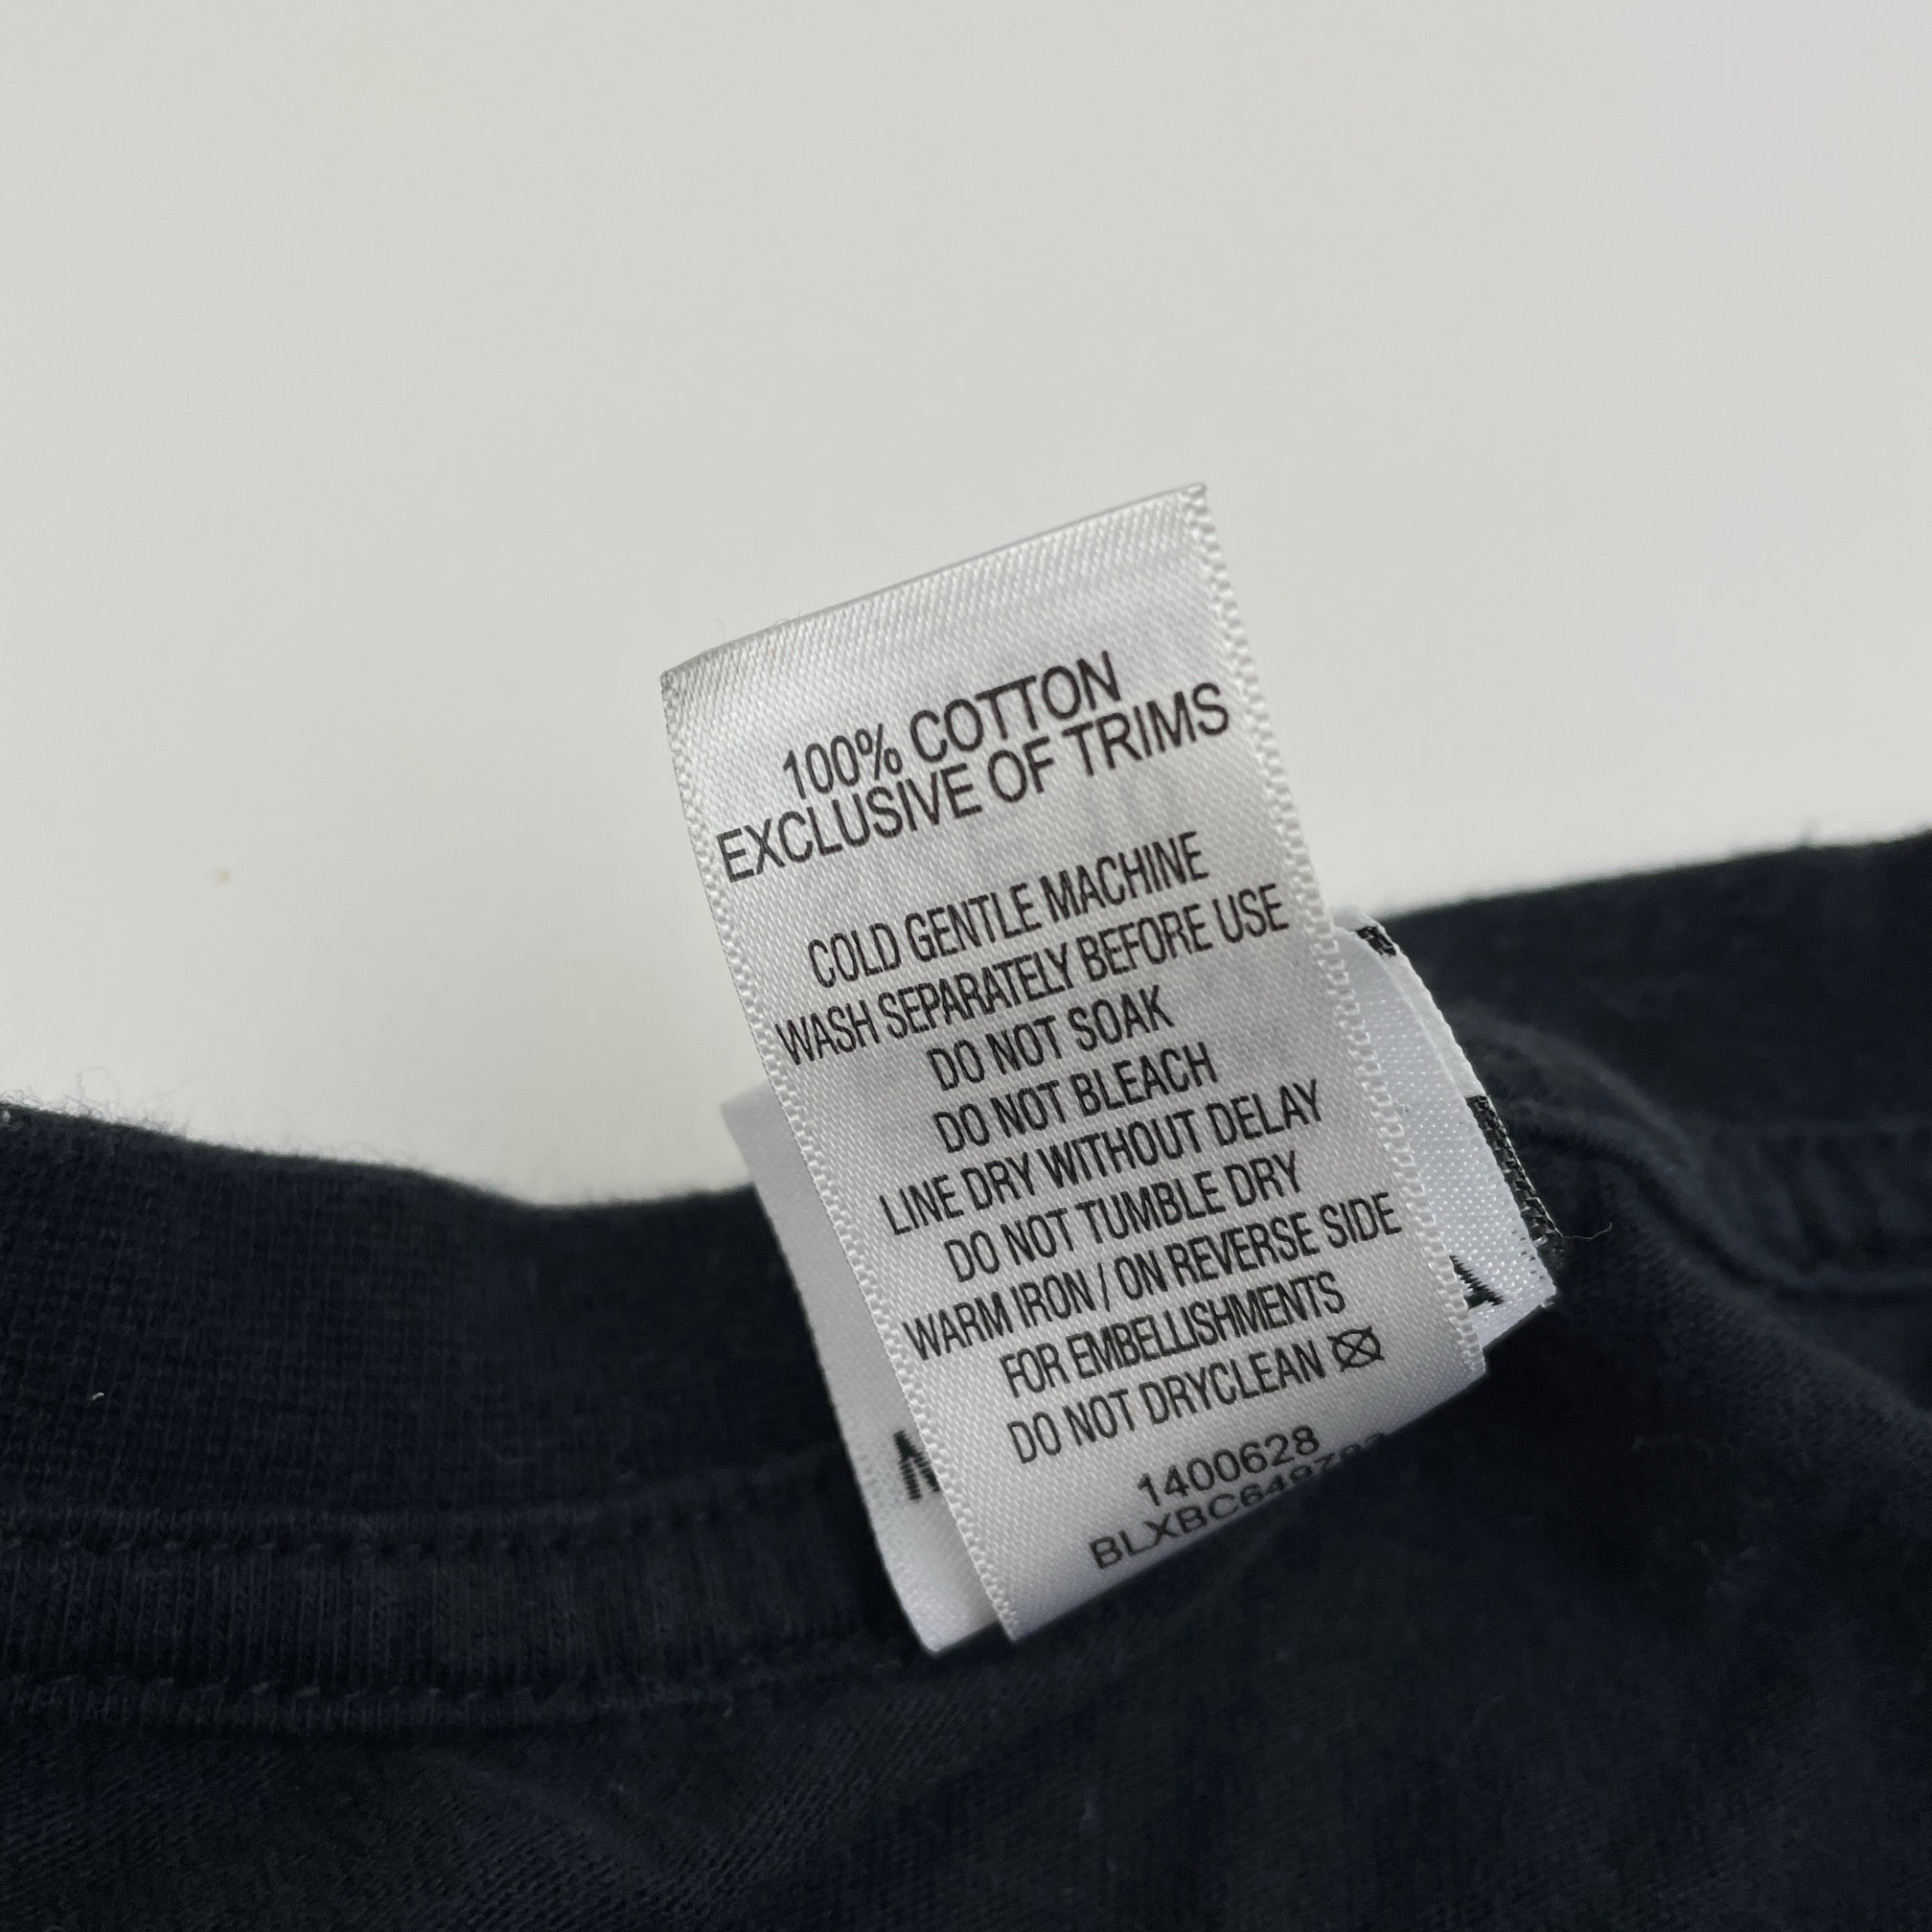 100% COTTON
EXCLUSIVE OF TRIMS
COLD GENTLE MACHINE
WASH SEPARATELY BEFORE USE
DO NOT SOAK
DO NOT BLEACH
LINE DRY WITHOUT DELAY
DO NOT TUMBLE DRY
WARM IRON / ON REVERSE SIDE
FOR EMBELLISHMENTS
DO NOT DRYCLEAN
1400628